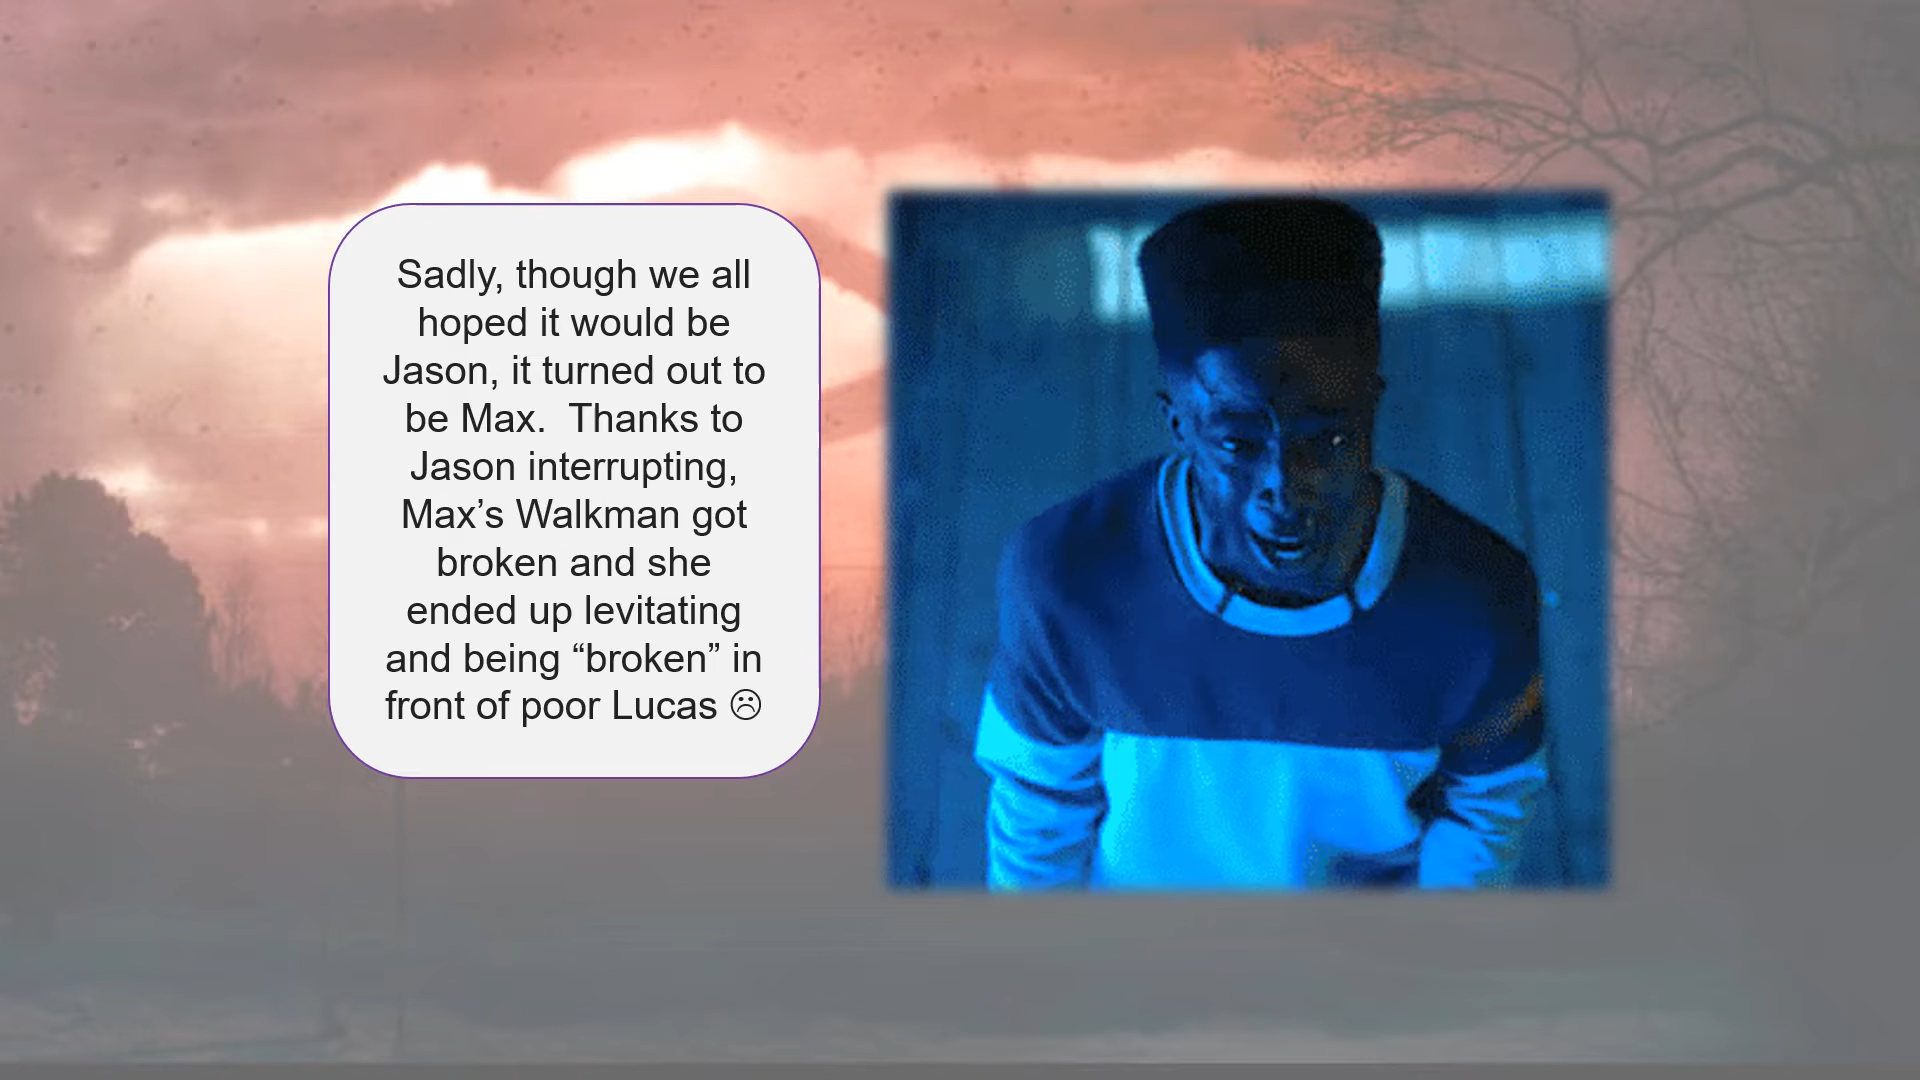 Sadly, though we all
hoped it would be
Jason, it turned out to
be Max.  Thanks to
Jason interrupting,
Max’s Walkman got
broken and she
ended up levitating
and being “broken” in
front of poor Lucas ☹